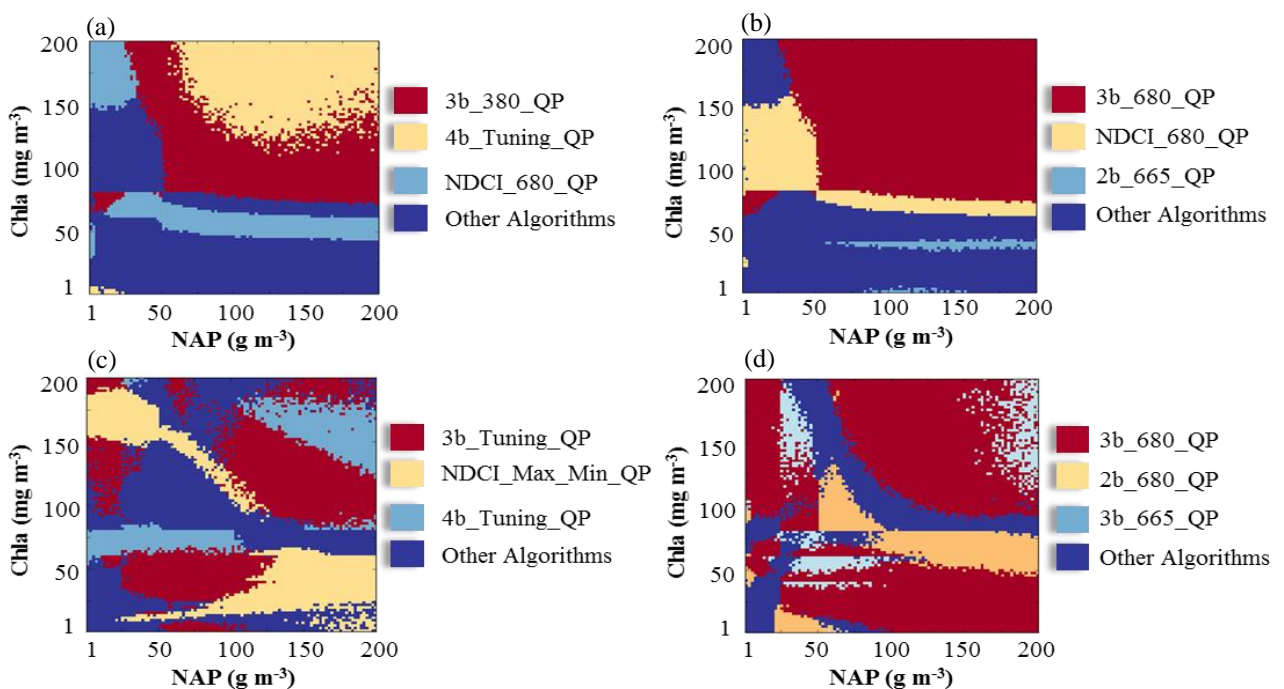 (a)
200
150
100
50
1
Chla (mg m-3)
1 50 100 150 200
NAP (g m-3)
3b_380_QP
4b_Tuning_QP
NDCI_680_QP
Other Algorithms
(b)
200
150
100
50
1
Chla (mg m-3)
1 50 100 150 200
NAP (g m-3)
3b_680_QP
NDCI_680_QP
2b_665_QP
Other Algorithms
(c)
200
150
100
50
1
Chla (mg m-3)
1 50 100 150 200
NAP (g m-3)
3b_Tuning_QP
NDCI_Max_Min_QP
4b_Tuning_QP
Other Algorithms
(d)
200
150
100
50
1
Chla (mg m-3)
1 50 100 150 200
NAP (g m-3)
3b_680_QP
2b_680_QP
3b_665_QP
Other Algorithms